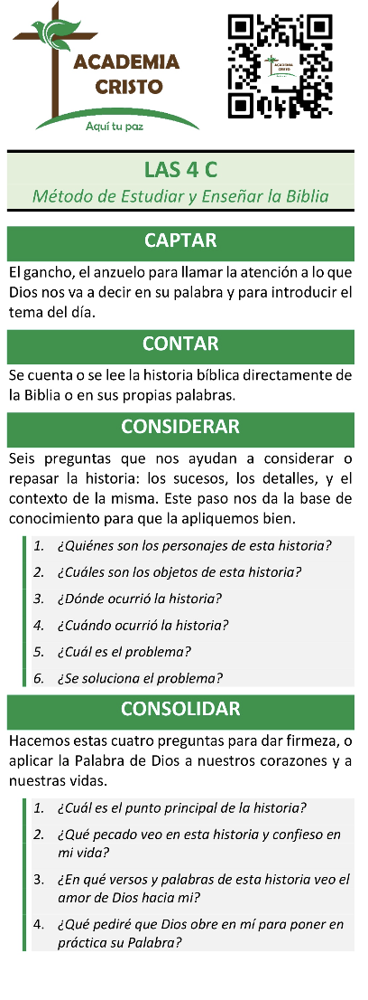 ACADEMIA
CRISTO
Aquí tu paz
ACADEMIA
CRISTO
LAS 4 C
Método de Estudiar y Enseñar la Biblia
CAPTAR
El gancho, el anzuelo para llamar la atención a lo que
Dios nos va a decir en su palabra y para introducir el
tema del día.
CONTAR
Se cuenta o se lee la historia bíblica directamente de
la Biblia o en sus propias palabras.
CONSIDERAR
Seis preguntas que nos ayudan a considerar o
repasar la historia: los sucesos, los detalles, y el
contexto de la misma. Este paso nos da la base de
conocimiento para que la apliquemos bien.
1. ¿Quiénes son los personajes de esta historia?
2. ¿Cuáles son los objetos de esta historia?
3. ¿Dónde ocurrió la historia?
4. ¿Cuándo ocurrió la historia?
5. ¿Cuál es el problema?
6. ¿Se soluciona el problema?
CONSOLIDAR
Hacemos estas cuatro preguntas para dar firmeza, o
aplicar la Palabra de Dios a nuestros corazones y a
nuestras vidas.
1. ¿Cuál es el punto principal de la historia?
2. ¿Qué pecado veo en esta historia y confieso en
mi vida?
3. ¿En qué versos y palabras de esta historia veo el
amor de Dios hacia mi?
4. ¿Qué pediré que Dios obre en mí para poner en
práctica su Palabra?